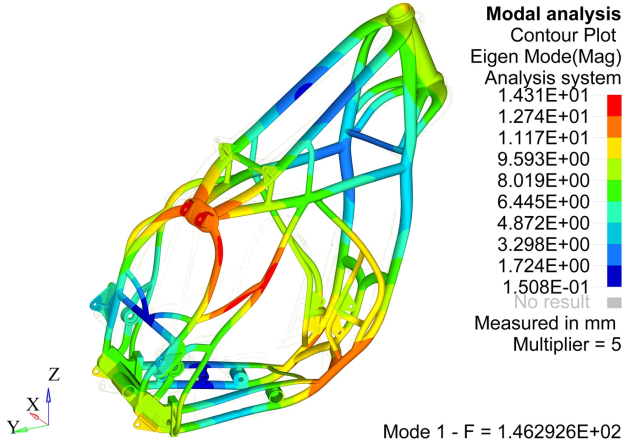 Modal analysis
Contour Plot
Eigen Mode(Mag)
Analysis system
1.431E+01
1.274E+01
1.117E+01
9.593E+00
8.019E+00
6.445E+00
4.872E+00
3.298E+00
1.724E+00
1.508E-01
No result
Measured in mm
Multiplier = 5
Z
X
Y
Mode 1 - F = 1.462926E+02